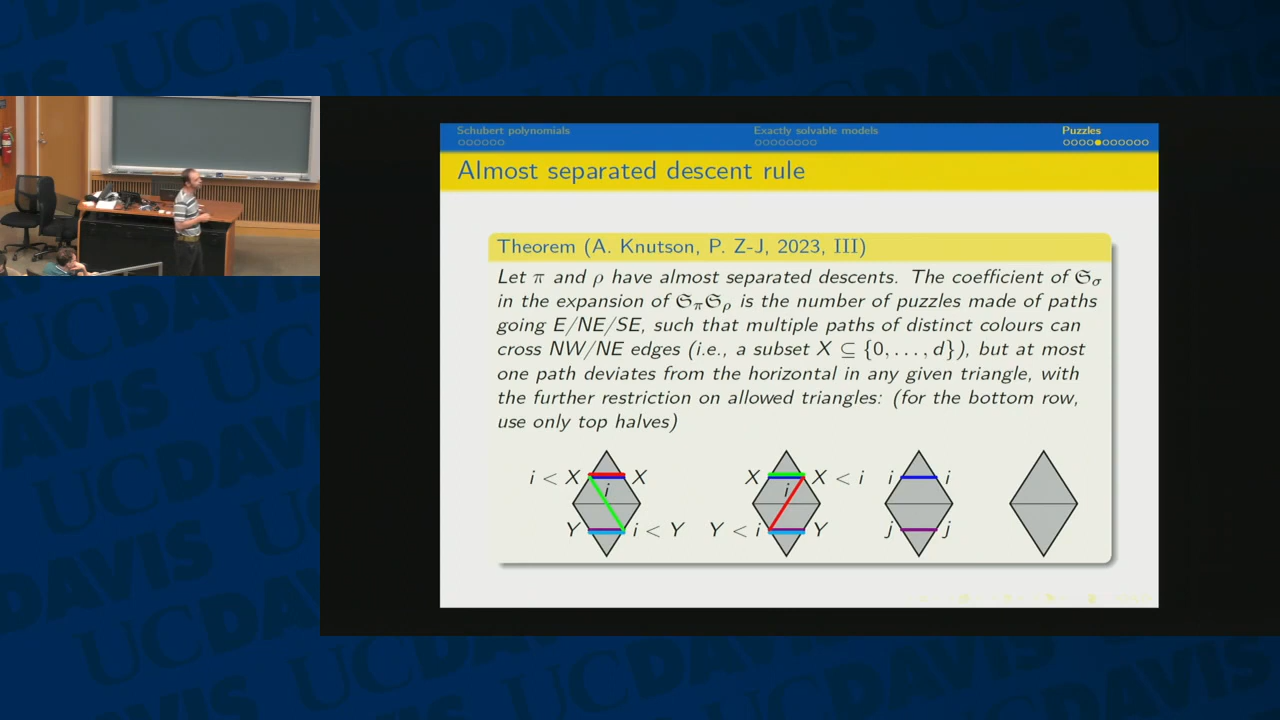 UC DAVIS
Schubert polynomials Exactly solvable models Puzzles
Almost separated descent rule
Theorem (A. Knutson, P. Z-J, 2023, III)
Let π and ρ have almost separated descents. The coefficient of 𝔖σ
in the expansion of 𝔖π𝔖ρ is the number of puzzles made of paths
going E/NE/SE, such that multiple paths of distinct colours can
cross NW/NE edges (i.e., a subset X ⊆ {0, . . . , d}), but at most
one path deviates from the horizontal in any given triangle, with
the further restriction on allowed triangles: (for the bottom row,
use only top halves)
i < X X i X X < i i i i
Y i < Y Y < i Y j j